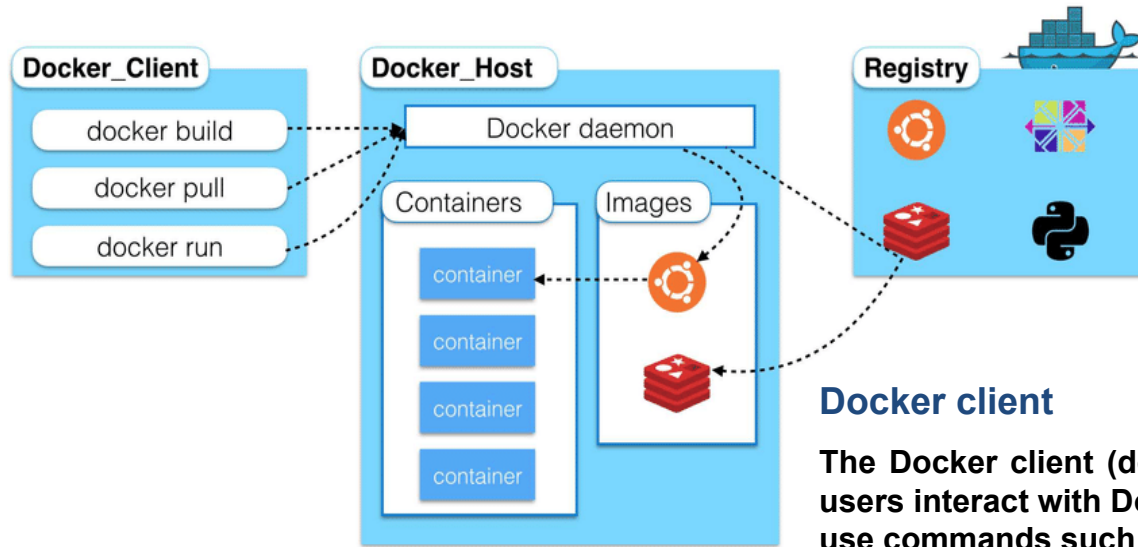 Docker_Client
docker build
docker pull
docker run
Docker_Host
Docker daemon
Containers
container
container
container
container
Images
Registry
Docker client
The Docker client (d
users interact with D
use commands such